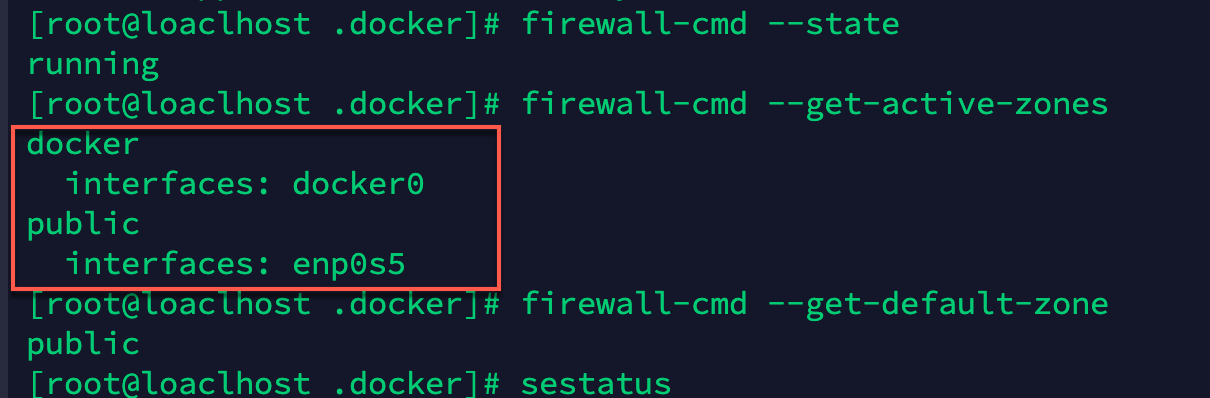 [root@loaclhost .docker]# firewall-cmd --state
running
[root@loaclhost .docker]# firewall-cmd --get-active-zones
docker
  interfaces: docker0
public
  interfaces: enp0s5
[root@loaclhost .docker]# firewall-cmd --get-default-zone
public
[root@loaclhost .docker]# sestatus